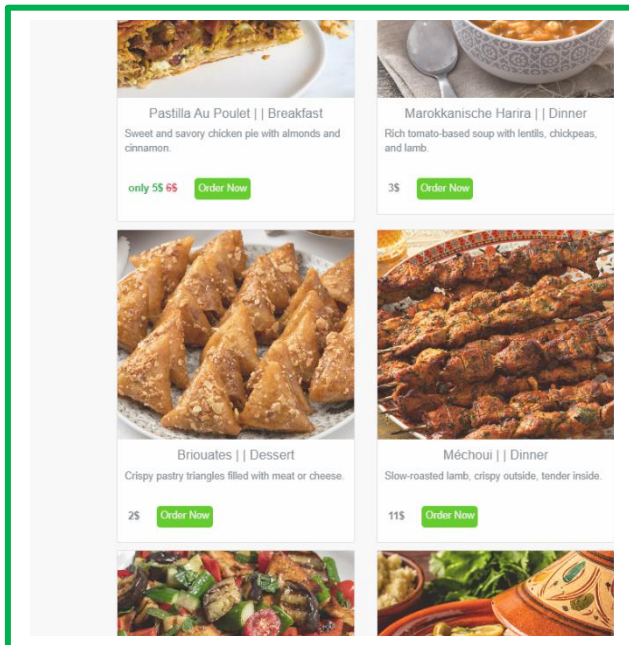 Pastilla Au Poulet | | Breakfast
Sweet and savory chicken pie with almonds and
cinnamon.
only 5$ 6$ Order Now
Marokkanische Harira | | Dinner
Rich tomato-based soup with lentils, chickpeas,
and lamb.
3$ Order Now
Briouates | | Dessert
Crispy pastry triangles filled with meat or cheese.
2$ Order Now
Méchoui | | Dinner
Slow-roasted lamb, crispy outside, tender inside.
11$ Order Now